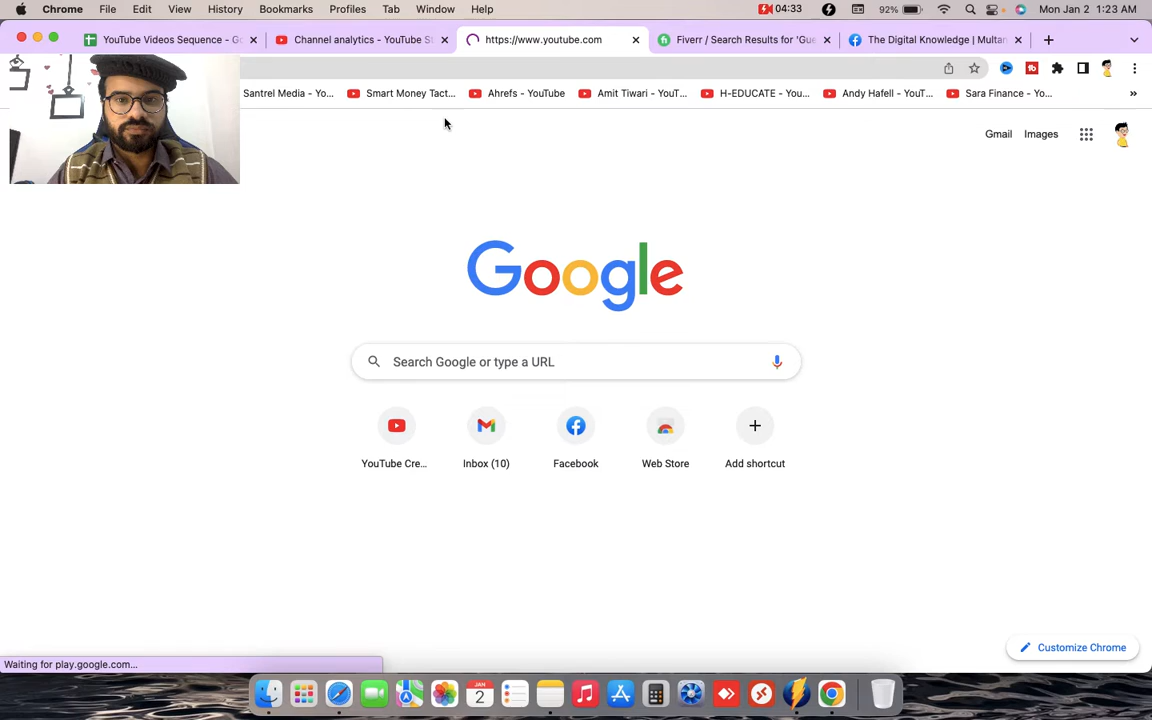 Chrome File Edit View History Bookmarks Profiles Tab Window Help 04:33 92% Mon Jan 2 1:23 AM
YouTube Videos Sequence - Go Channel analytics - YouTube St https://www.youtube.com Fiverr / Search Results for 'Gue The Digital Knowledge | Multan
Santrel Media - Yo... Smart Money Tact... Ahrefs - YouTube Amit Tiwari - YouT... H-EDUCATE - You... Andy Hafell - YouT... Sara Finance - Yo... »
Gmail Images
Google
Search Google or type a URL
YouTube Cre... Inbox (10) Facebook Web Store Add shortcut
Customize Chrome
Waiting for play.google.com...
JAN
2